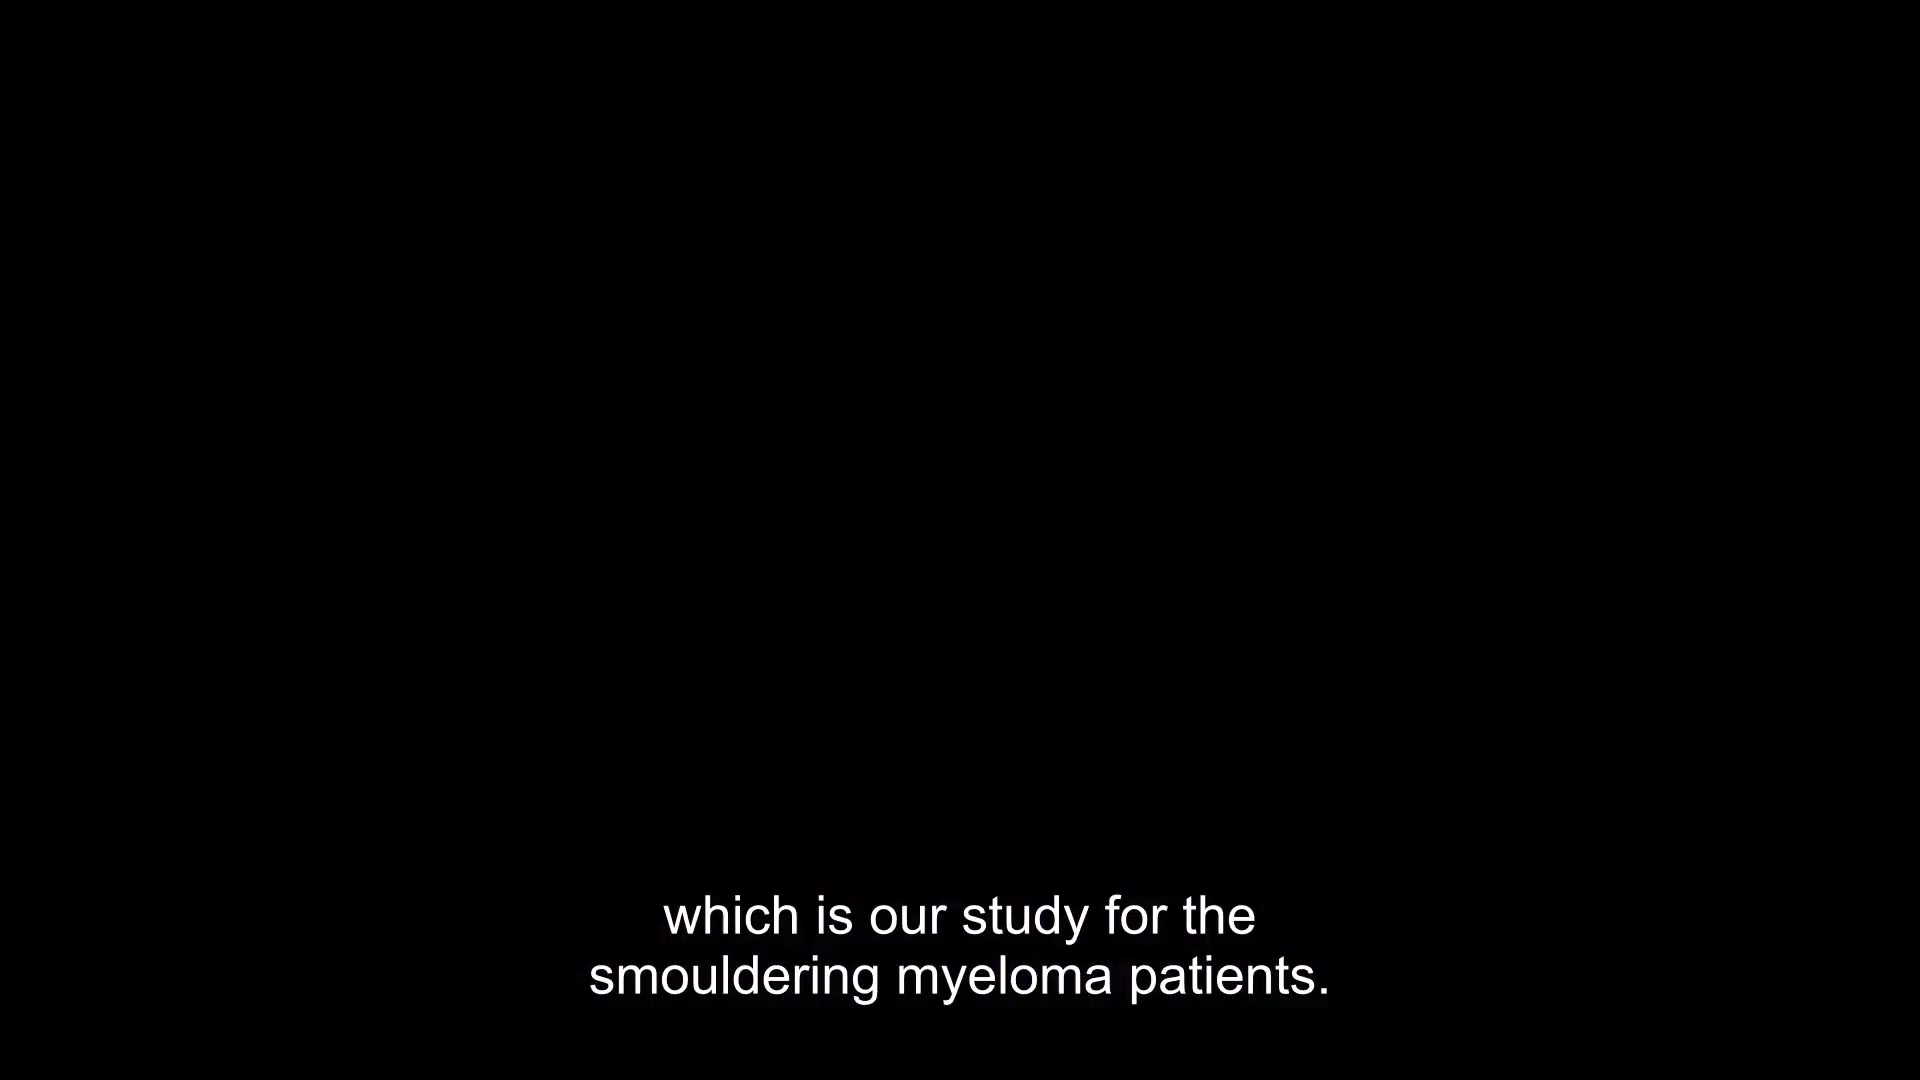 which is our study for the
smouldering myeloma patients.